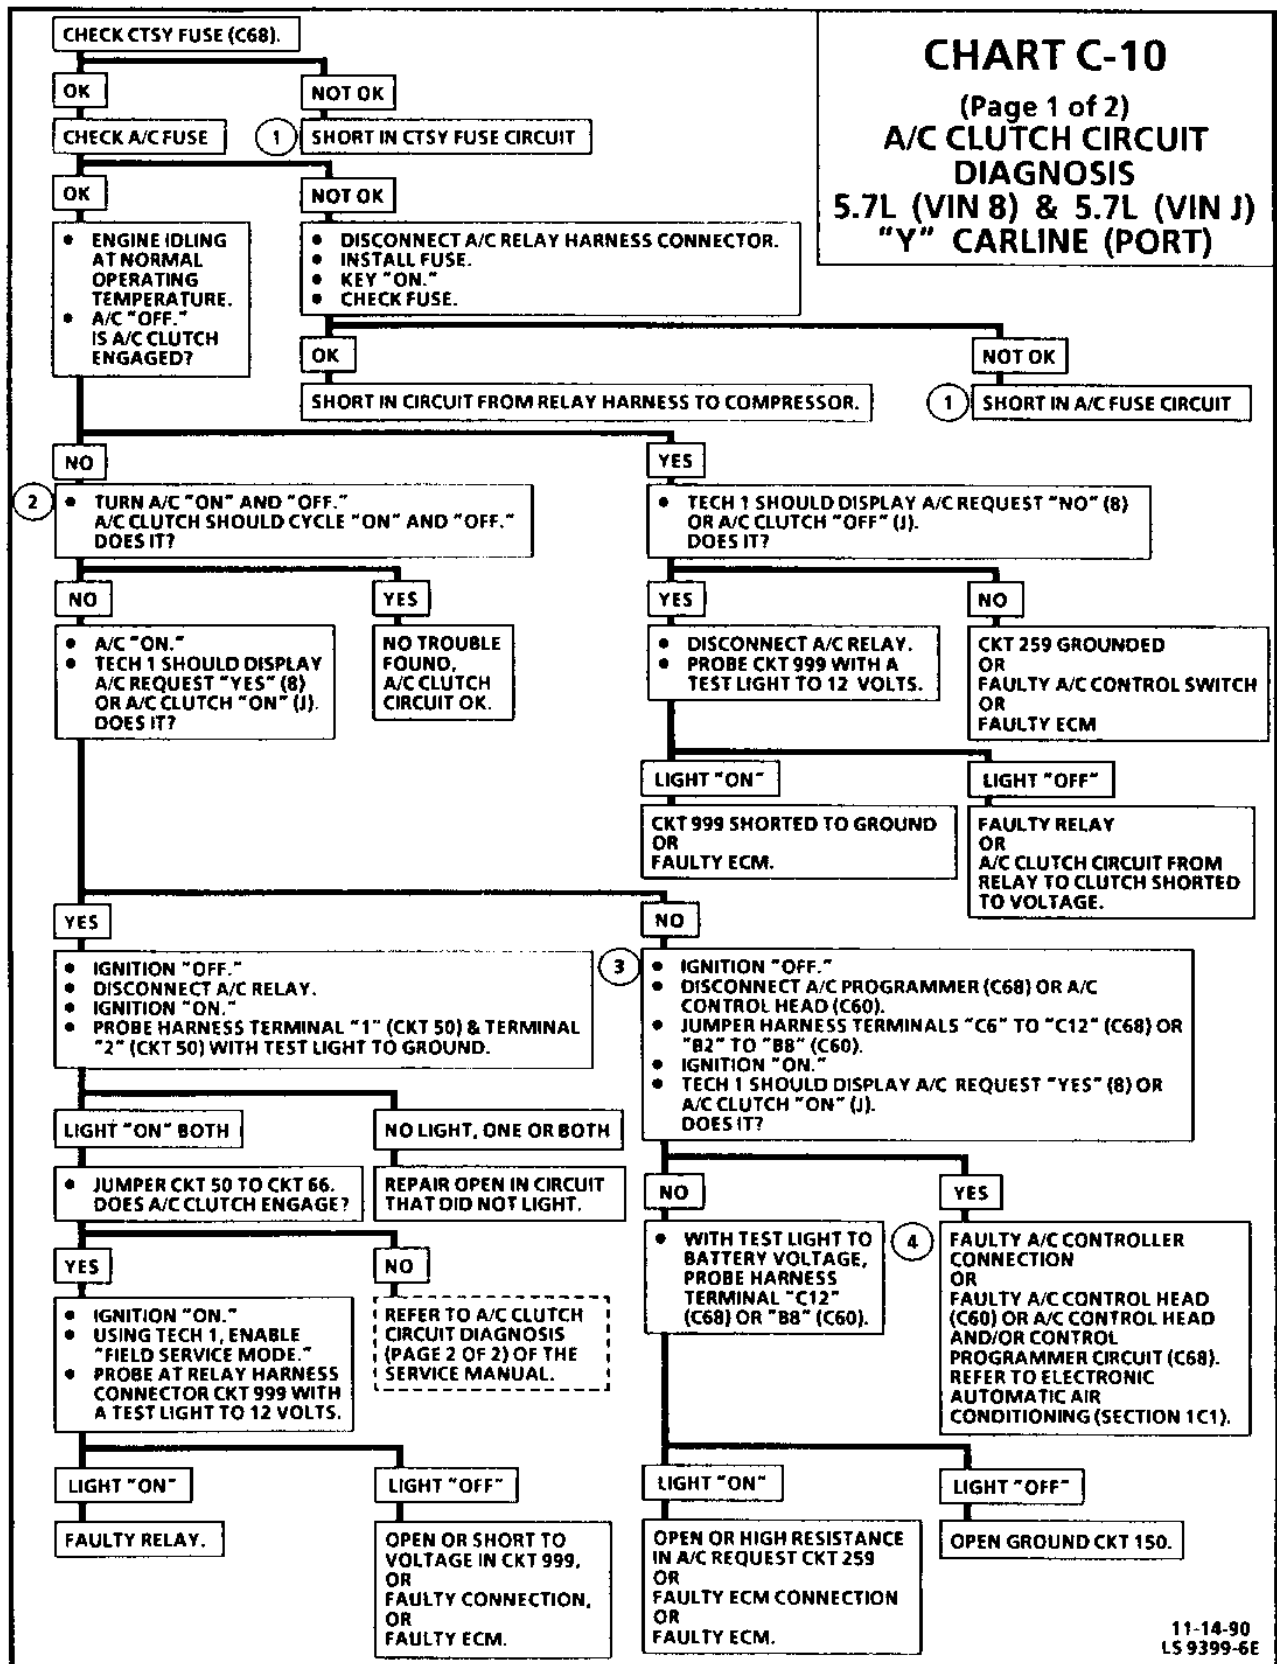 CHART C-10
(Page 1 of 2)
A/C CLUTCH CIRCUIT
DIAGNOSIS
5.7L (VIN 8) & 5.7L (VIN J)
"Y" CARLINE (PORT)
CHECK CTSY FUSE (C68).
OK
NOT OK
CHECK A/C FUSE
1
SHORT IN CTSY FUSE CIRCUIT
OK
NOT OK
• ENGINE IDLING
AT NORMAL
OPERATING
TEMPERATURE.
• A/C "OFF."
IS A/C CLUTCH
ENGAGED?
• DISCONNECT A/C RELAY HARNESS CONNECTOR.
• INSTALL FUSE.
• KEY "ON."
• CHECK FUSE.
OK
NOT OK
SHORT IN CIRCUIT FROM RELAY HARNESS TO COMPRESSOR.
1
SHORT IN A/C FUSE CIRCUIT
NO
YES
2
• TURN A/C "ON" AND "OFF."
A/C CLUTCH SHOULD CYCLE "ON" AND "OFF."
DOES IT?
• TECH 1 SHOULD DISPLAY A/C REQUEST "NO" (8)
OR A/C CLUTCH "OFF" (J).
DOES IT?
NO
YES
YES
NO
• A/C "ON."
• TECH 1 SHOULD DISPLAY
A/C REQUEST "YES" (8)
OR A/C CLUTCH "ON" (J).
DOES IT?
NO TROUBLE
FOUND,
A/C CLUTCH
CIRCUIT OK.
• DISCONNECT A/C RELAY.
• PROBE CKT 999 WITH A
TEST LIGHT TO 12 VOLTS.
CKT 259 GROUNDED
OR
FAULTY A/C CONTROL SWITCH
OR
FAULTY ECM
LIGHT "ON"
LIGHT "OFF"
CKT 999 SHORTED TO GROUND
OR
FAULTY ECM.
FAULTY RELAY
OR
A/C CLUTCH CIRCUIT FROM
RELAY TO CLUTCH SHORTED
TO VOLTAGE.
YES
NO
• IGNITION "OFF."
• DISCONNECT A/C RELAY.
• IGNITION "ON."
• PROBE HARNESS TERMINAL "1" (CKT 50) & TERMINAL
"2" (CKT 50) WITH TEST LIGHT TO GROUND.
3
• IGNITION "OFF."
• DISCONNECT A/C PROGRAMMER (C68) OR A/C
CONTROL HEAD (C60).
• JUMPER HARNESS TERMINALS "C6" TO "C12" (C68) OR
"B2" TO "B8" (C60).
• IGNITION "ON."
• TECH 1 SHOULD DISPLAY A/C REQUEST "YES" (8) OR
A/C CLUTCH "ON" (J).
DOES IT?
LIGHT "ON" BOTH
NO LIGHT, ONE OR BOTH
• JUMPER CKT 50 TO CKT 66.
DOES A/C CLUTCH ENGAGE?
REPAIR OPEN IN CIRCUIT
THAT DID NOT LIGHT.
NO
YES
YES
NO
• WITH TEST LIGHT TO
BATTERY VOLTAGE,
PROBE HARNESS
TERMINAL "C12"
(C68) OR "B8" (C60).
4
FAULTY A/C CONTROLLER
CONNECTION
OR
FAULTY A/C CONTROL HEAD
(C60) OR A/C CONTROL HEAD
AND/OR CONTROL
PROGRAMMER CIRCUIT (C68).
REFER TO ELECTRONIC
AUTOMATIC AIR
CONDITIONING (SECTION 1C1).
• IGNITION "ON."
• USING TECH 1, ENABLE
"FIELD SERVICE MODE."
• PROBE AT RELAY HARNESS
CONNECTOR CKT 999 WITH
A TEST LIGHT TO 12 VOLTS.
REFER TO A/C CLUTCH
CIRCUIT DIAGNOSIS
(PAGE 2 OF 2) OF THE
SERVICE MANUAL.
LIGHT "ON"
LIGHT "OFF"
LIGHT "ON"
LIGHT "OFF"
FAULTY RELAY.
OPEN OR SHORT TO
VOLTAGE IN CKT 999,
OR
FAULTY CONNECTION,
OR
FAULTY ECM.
OPEN OR HIGH RESISTANCE
IN A/C REQUEST CKT 259
OR
FAULTY ECM CONNECTION
OR
FAULTY ECM.
OPEN GROUND CKT 150.
11-14-90
LS 9399-6E